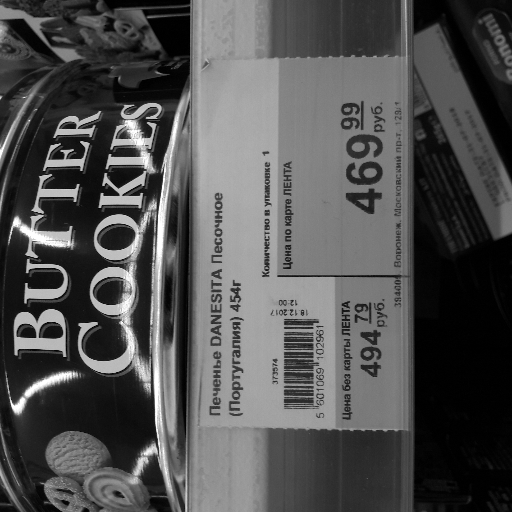 BUTTER
COOKIES
Печенье DANESITA Песочное
(Португалия) 454г
Количество в упаковке 1
Цена по карте ЛЕНТА
469 99
руб.
373574
18.12.2017
12:00
5 601069 102961
Цена без карты ЛЕНТА
494 79
руб.
394005 Воронеж, Московский пр-т, 129/1
Bonomi